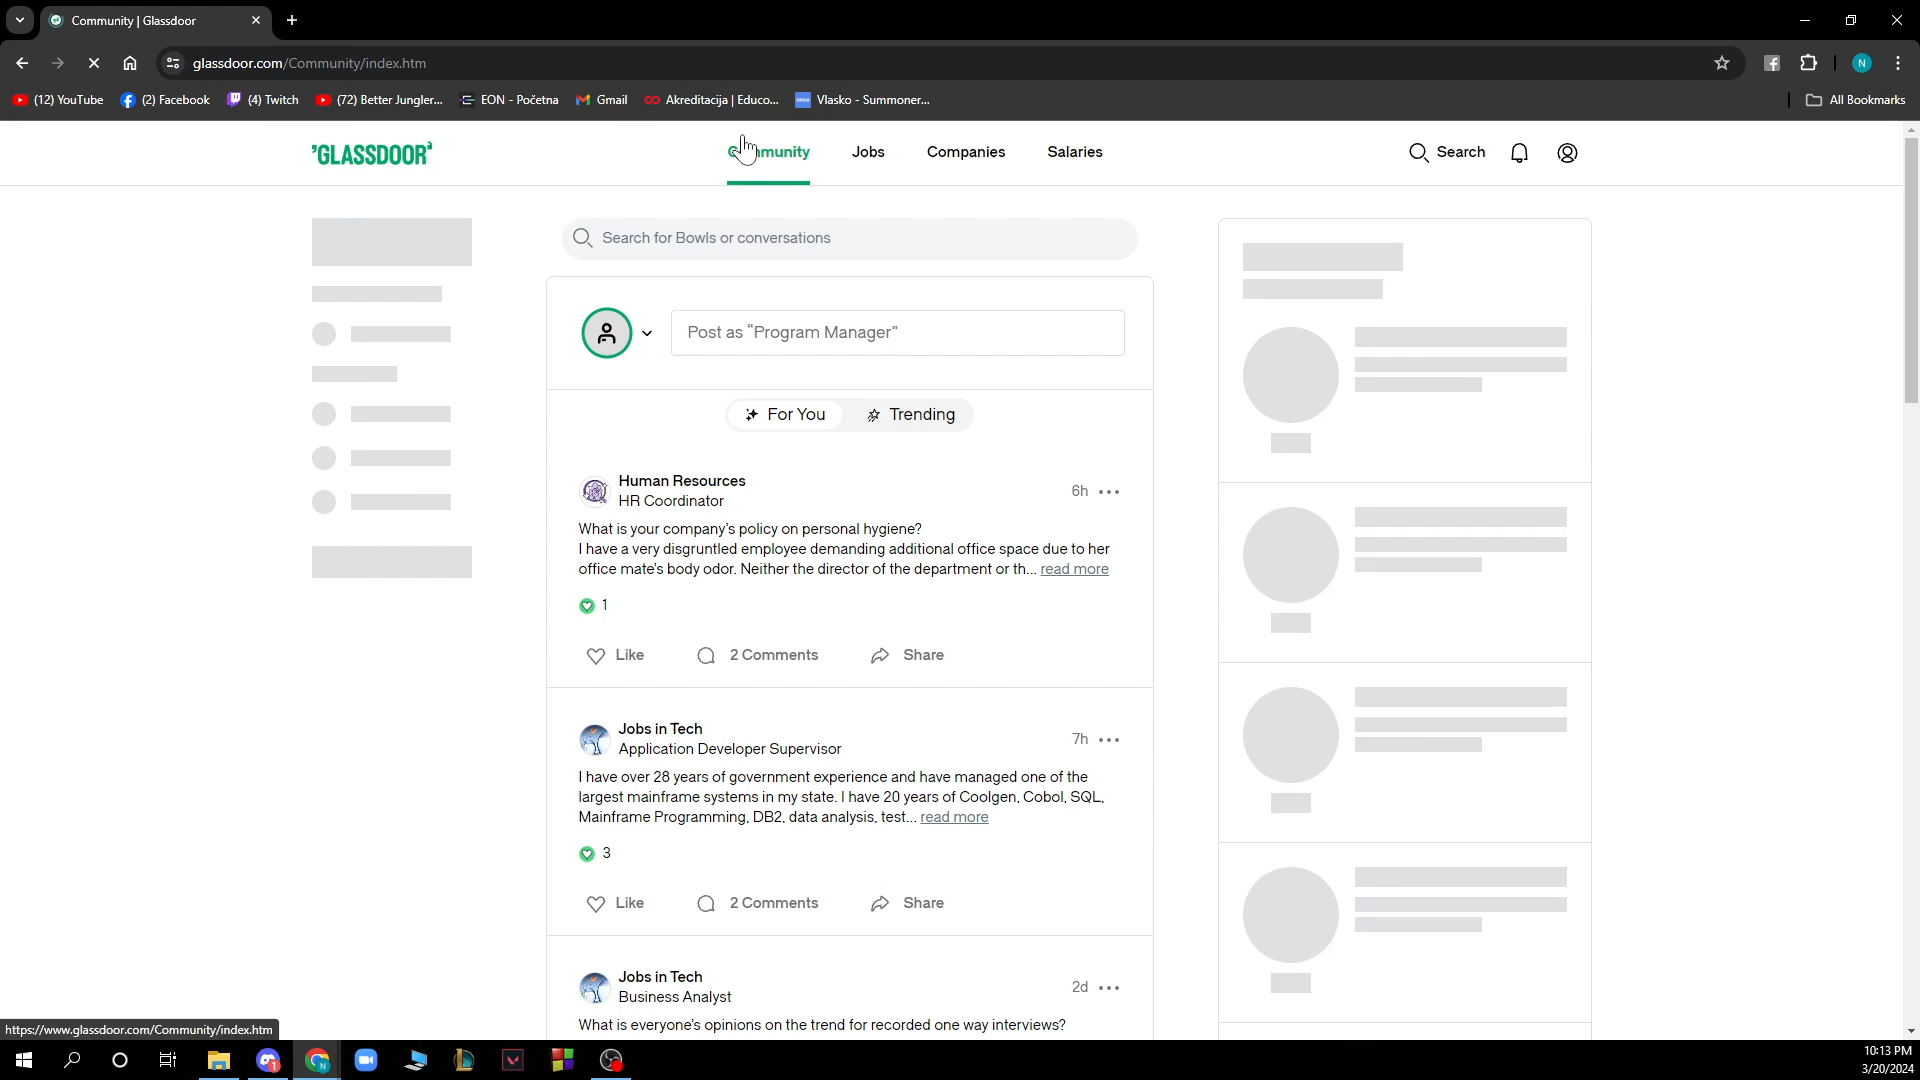 Community | Glassdoor
glassdoor.com/Community/index.htm
(12) YouTube
(2) Facebook
(4) Twitch
(72) Better Jungler...
EON - Početna
Gmail
Akreditacija | Educo...
Vlasko - Summoner...
All Bookmarks
GLASSDOOR
Community
Jobs
Companies
Salaries
Search
Search for Bowls or conversations
Post as “Program Manager”
For You
Trending
Human Resources
HR Coordinator
6h
What is your company's policy on personal hygiene?
I have a very disgruntled employee demanding additional office space due to her
office mate's body odor. Neither the director of the department or th... read more
1
Like
2 Comments
Share
Jobs in Tech
Application Developer Supervisor
7h
I have over 28 years of government experience and have managed one of the
largest mainframe systems in my state. I have 20 years of Coolgen, Cobol, SQL,
Mainframe Programming, DB2, data analysis, test... read more
3
Like
2 Comments
Share
Jobs in Tech
Business Analyst
2d
What is everyone's opinions on the trend for recorded one way interviews?
https://www.glassdoor.com/Community/index.htm
10:13 PM
3/20/2024